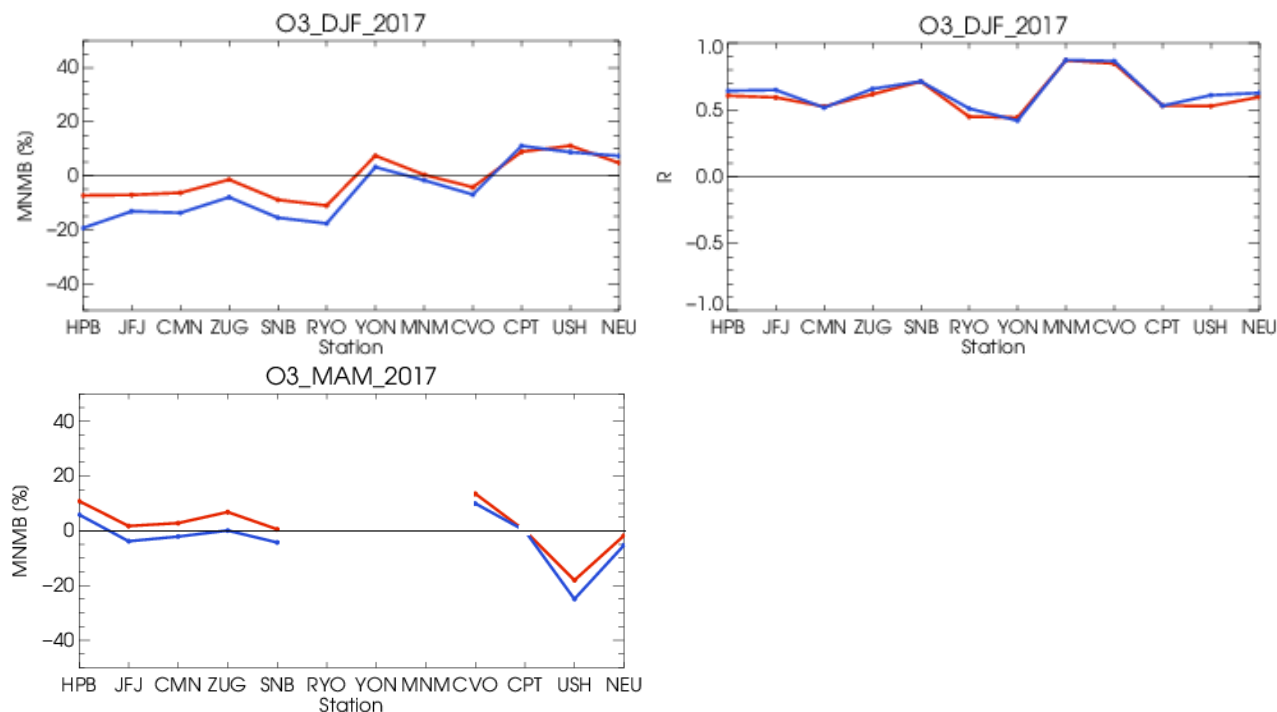 O3_DJF_2017
MNMB (%)
40
20
0
−20
−40
HPB JFJ CMN ZUG SNB RYO YON MNM CVO CPT USH NEU
Station
O3_DJF_2017
R
1.0
0.5
0.0
−0.5
−1.0
HPB JFJ CMN ZUG SNB RYO YON MNM CVO CPT USH NEU
Station
O3_MAM_2017
MNMB (%)
40
20
0
−20
−40
HPB JFJ CMN ZUG SNB RYO YON MNM CVO CPT USH NEU
Station